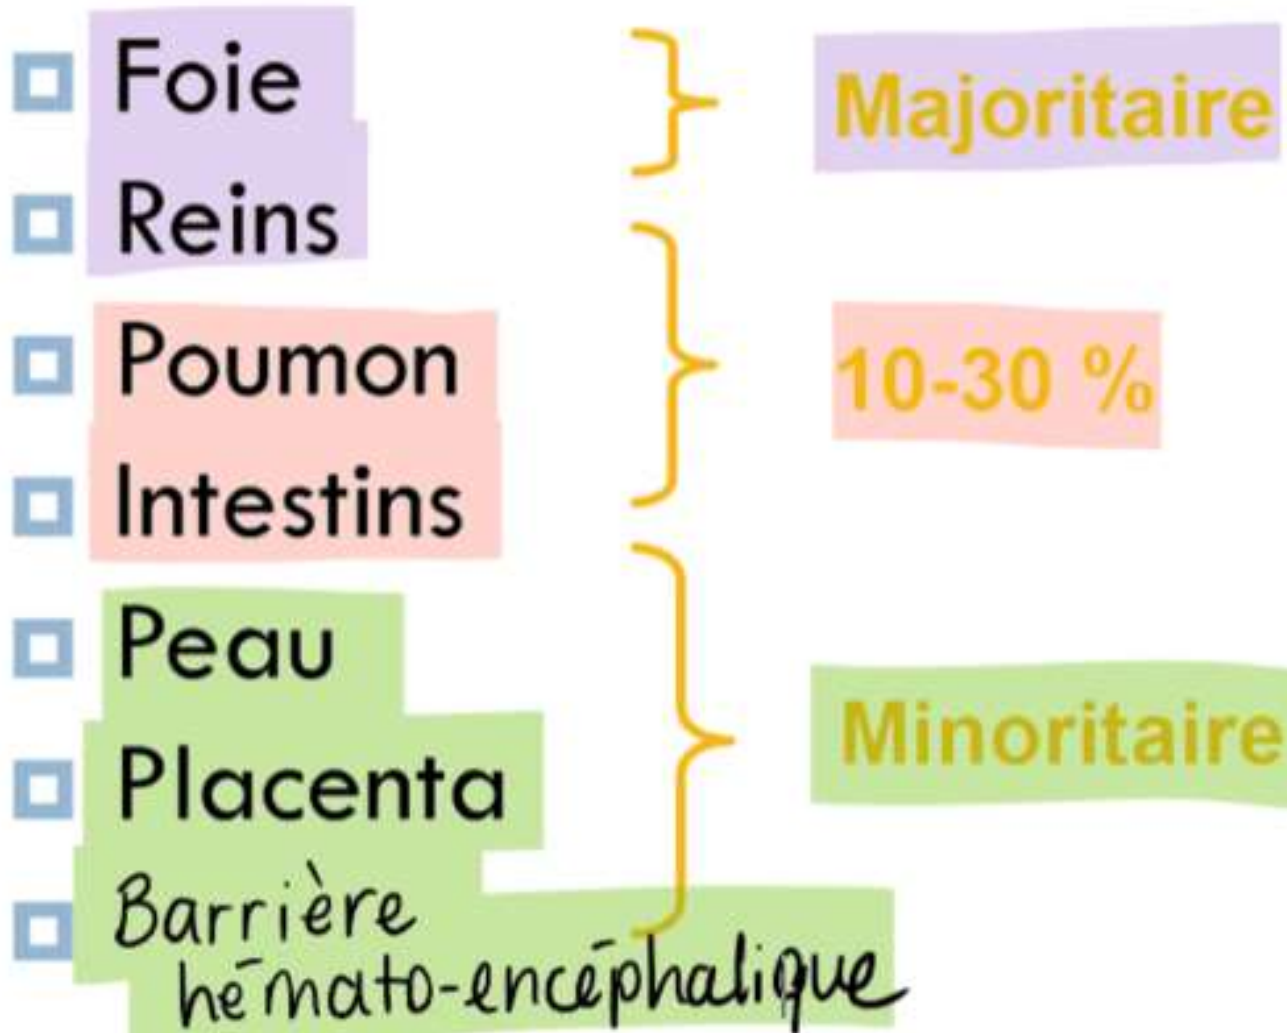 Foie
Majoritaire
Reins
Poumon
10-30 %
Intestins
Peau
Minoritaire
Placenta
Barrière
hémato-encéphalique